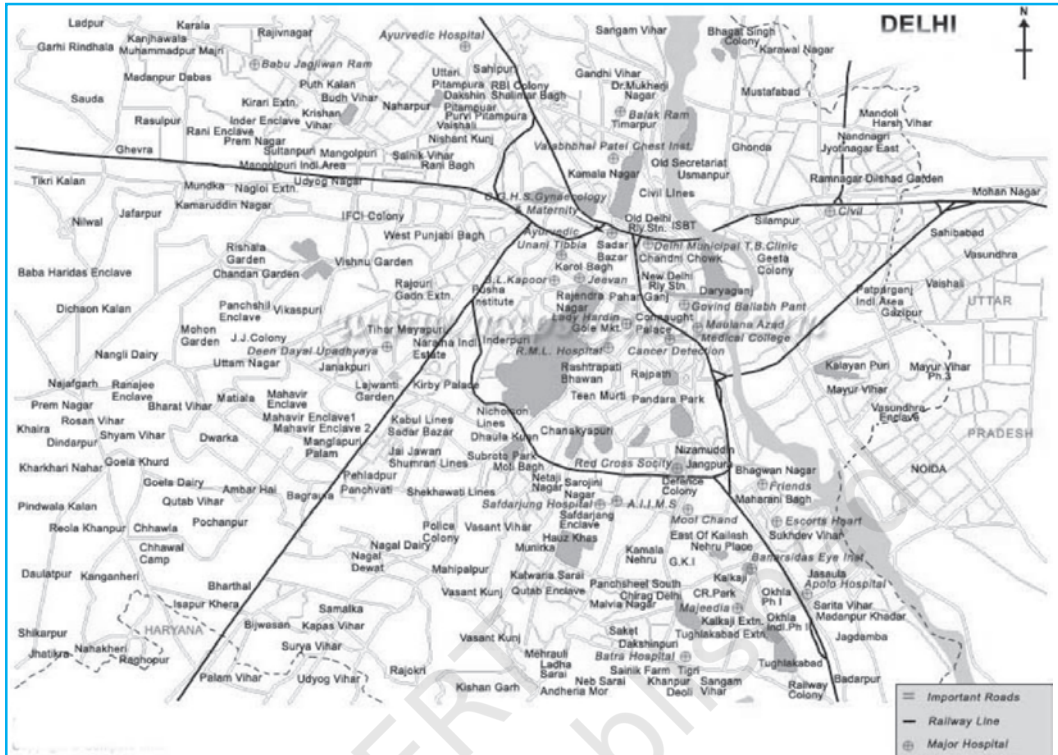 DELHI
N
Ladpur
Karala
Rajivnagar
Ayurvedic Hospital
Sangam Vihar
Bhagat Singh
Colony
Karawal Nagar
Garhi Rindhala
Kanjhawala
Muhammadpur Majri
Babu Jagjiwan Ram
Madanpur Dabas
Puth Kalan
Budh Vihar
Uttari
Pitampura
Dakshin
Pitampuar
Purvi Pitampura
Vaishali
Sahipur
RBI Colony
Shalimar Bagh
Gandhi Vihar
Dr.Mukherji
Nagar
Mustafabad
Balak Ram
Timarpur
Sauda
Kirari Extn.
Naharpur
Rasulpur
Inder Enclave
Krishan
Vihar
Rani Enclave
Prem Nagar
Nishant Kunj
Mandoli
Harsh Vihar
Nandnagri
Jyotinagar East
Ghevra
Sultanpuri
Mangolpuri
Mangolpuri Indl Area
Sainik Vihar
Rani Bagh
Valabhbhai Patel Chest Inst.
Ghonda
Kamala Nagar
Old Secretariat
Usmanpur
Ramnagar
Dilshad Garden
Tikri Kalan
Mundka
Udyog Nagar
Nagloi Extn.
Kamaruddin Nagar
C.G.H.S.Gynaecology
& Maternity
Civil Lines
Mohan Nagar
Nilwal
Jafarpur
IFCI-Colony
West Punjabi Bagh
Ayurvedic
Unani Tibbia
Old Delhi
Rly.Stn.
ISBT
Silampur
Civil
Sadar
Bazar
Delhi Municipal T.B.Clinic
Chandni Chowk
Sahibabad
Vasundhra
Rishala
Garden
Vishnu Garden
Chandan Garden
Baba Haridas Enclave
Karol Bagh
Geeta
Colony
B.L.Kapoor
Jeevan
New Delhi
Rly Stn
Daryaganj
Patparganj
Indl Asea
Gazipur
Vaishali
UTTAR
Dichaon Kalan
Panchshil
Enclave
Vikaspuri
Rajouri
Gadn Extn.
Pusha
Institute
Rajendra
Nagar
Pahar Ganj
Govind Ballabh Pant
Mohon
Garden
J.J.Colony
Tihar
Mayapuri
Lady Hardin
Gole Mkt.
Connaught
Palace
Maulana Azad
Medical College
Naraina Indl
Estate
Inderpuri
Nangli Dairy
Deen Dayal Upadhyaya
Uttam Nagar
Janakpuri
R.M.L. Hospital
Cancer Detection
Kalayan Puri
Mayur Vihar
Ph.3
Rashtrapati
Bhawan
Rajpath
Mayur Vihar
Najafgarh
Ranajee
Enclave
Lajwanti
Garden
Kirby Palace
Teen Murti
Pandara Park
Vasundhra
Enclave
Prem Nagar
Bharat Vihar
Matiala
Mahavir
Enclave
Rosan Vihar
Mahavir Enclave1
Mahavir Enclave 2
Kabul Lines
Sadar Bazar
Nicholson
Lines
PRADESH
Khaira
Dindarpur
Shyam Vihar
Dwarka
Manglapuri
Palam
Jai Jawan
Shumran Lines
Dhaula Kuan
Chanakyapuri
Subroto Park
Moti Bagh
Nizamuddin
Jangpura
Kharkhari Nahar
Goela Khurd
Pehladpur
Red Cross Socity
NOIDA
Goela Dairy
Ambar Hai
Bagrauva
Panchvati
Shekhawati Lines
Netaji
Nagar
Sarojini
Nagar
Defence
Colony
Bhagwan Nagar
Friends
Maharani Bagh
Pindwala Kalan
Qutab Vihar
Safdarjung Hospital
A.I.I.M.S
Safdarjang
Enclave
Mool Chand
Escorts Heart
Reola Khanpur
Chhawla
Pochanpur
Police
Colony
Vasant Vihar
Hauz Khas
East Of Kailash
Nehru Place
Sukhdev Vihar
Chhawal
Camp
Nagal Dairy
Nagal
Dewat
Munirka
Kamala
Nehru
G.K.I
Banarsidas Eye Inst
Daulatpur
Kanganheri
Mahipalpur
Katwaria Sarai
Kalkaji
Jasaula
Apolo Hospital
Bharthal
Vasant Kunj
Qutab Enclave
Panchsheel South
Chirag Delhi
CR.Park
Okhla
Ph I
Isapur Khera
Samalka
Malvia Nagar
Majeedia
Sarita Vihar
Madanpur Khadar
HARYANA
Bijwasan
Kapas Vihar
Kalkaji Extn.
Okhla
Indl.Ph II
Shikarpur
Vasant Kunj
Saket
Dakshinpuri
Tughlakabad Extn.
Jagdamba
Jhatikra
Nahakheri
Raghopur
Surya Vihar
Mehrauli
Ladha
Sarai
Batra Hospital
Tughlakabad
Palam Vihar
Udyog Vihar
Rajokri
Sainik Farm
Tigri
Badarpur
Kishan Garh
Neb Sarai
Andheria Mor
Khanpur
Deoli
Sangam
Vihar
Railway
Colony
Important Roads
Railway Line
Major Hospital